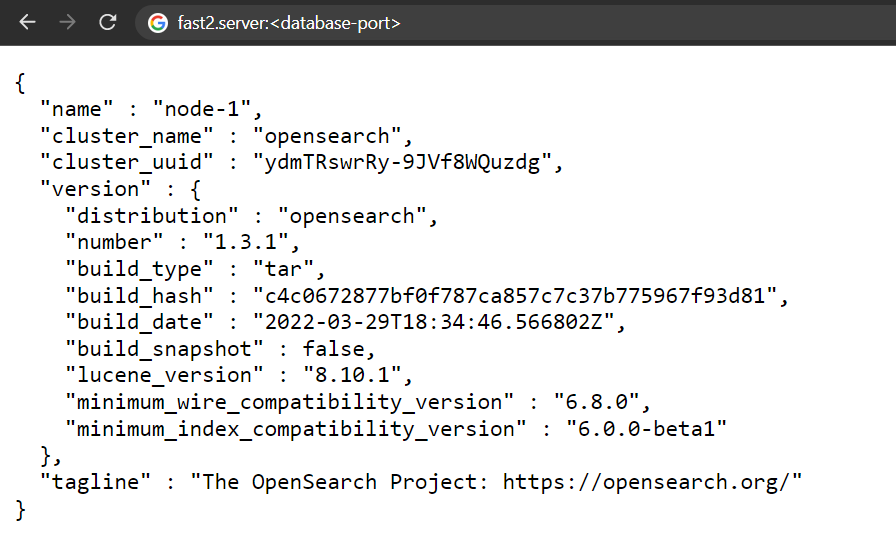 fast2.server:<database-port>
{
  "name" : "node-1",
  "cluster_name" : "opensearch",
  "cluster_uuid" : "ydmTRswrRy-9JVf8WQuzdg",
  "version" : {
    "distribution" : "opensearch",
    "number" : "1.3.1",
    "build_type" : "tar",
    "build_hash" : "c4c0672877bf0f787ca857c7c37b775967f93d81",
    "build_date" : "2022-03-29T18:34:46.566802Z",
    "build_snapshot" : false,
    "lucene_version" : "8.10.1",
    "minimum_wire_compatibility_version" : "6.8.0",
    "minimum_index_compatibility_version" : "6.0.0-beta1"
  },
  "tagline" : "The OpenSearch Project: https://opensearch.org/"
}